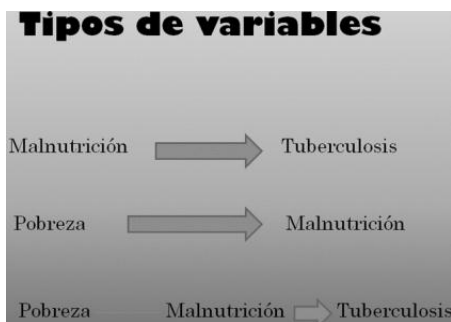 Tipos de variables
Malnutrición Tuberculosis
Pobreza Malnutrición
Pobreza Malnutrición Tuberculosis